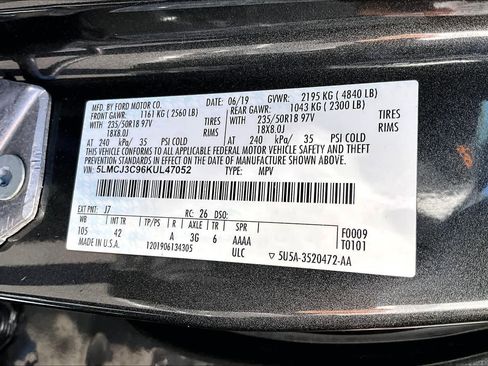 MFD. BY FORD MOTOR CO.
DATE: 06/19 GVWR: 2195 KG ( 4840 LB)
FRONT GAWR: 1161 KG (2560 LB) REAR GAWR: 1043 KG ( 2300 LB)
WITH 235/50R18 97V TIRES WITH 235/50R18 97V TIRES
18X8.0J RIMS 18X8.0J RIMS
AT 240 kPa/ 35 PSI COLD AT 240 kPa/ 35 PSI COLD
THIS VEHICLE CONFORMS TO ALL APPLICABLE FEDERAL MOTOR VEHICLE SAFETY AND THEFT
PREVENTION STANDARDS IN EFFECT ON THE DATE OF MANUFACTURE SHOWN ABOVE.
VIN: 5LMCJ3C96KUL47052 TYPE: MPV
EXT PNT: J7 RC: 26 DSO:
WB INT TR TP/PS R AXLE TR SPR
105 42 A 3G 6 AAAA F0009
MADE IN U.S.A. 1201906134305 ULC T0101
5U5A-3520472-AA